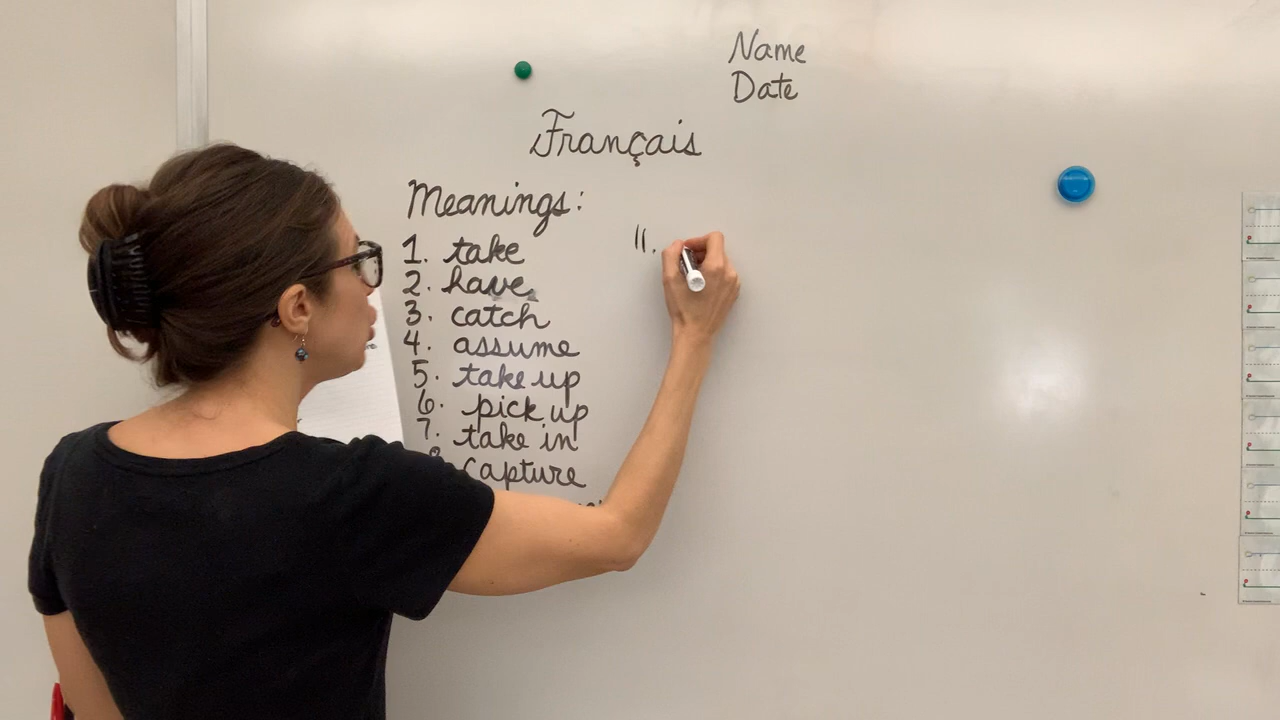 Name
Date
Français
Meanings:
1. take
2. have
3. catch
4. assume
5. take up
6. pick up
7. take in
capture
11.